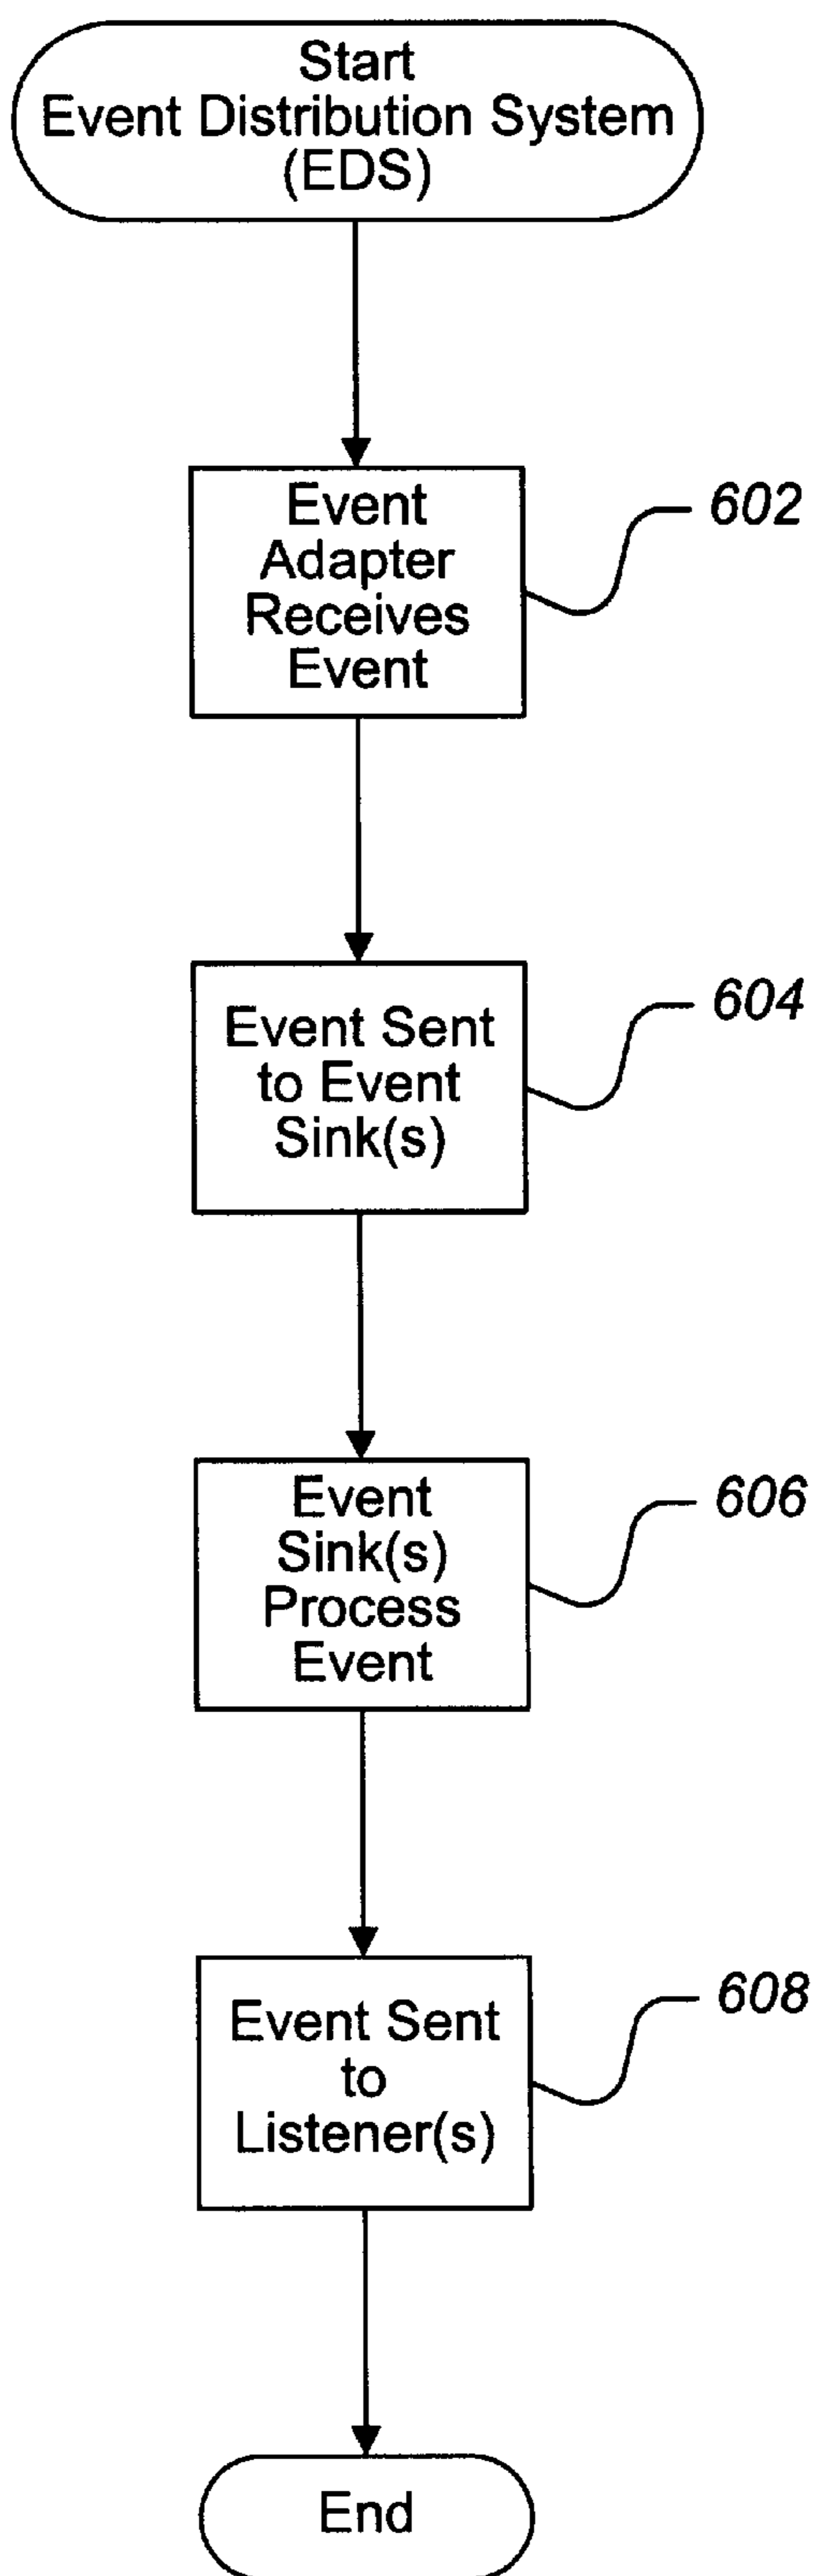 Start
Event Distribution System
(EDS)
Event
Adapter
Receives
Event
602
Event Sent
to Event
Sink(s)
604
Event
Sink(s)
Process
Event
606
Event Sent
to
Listener(s)
608
End